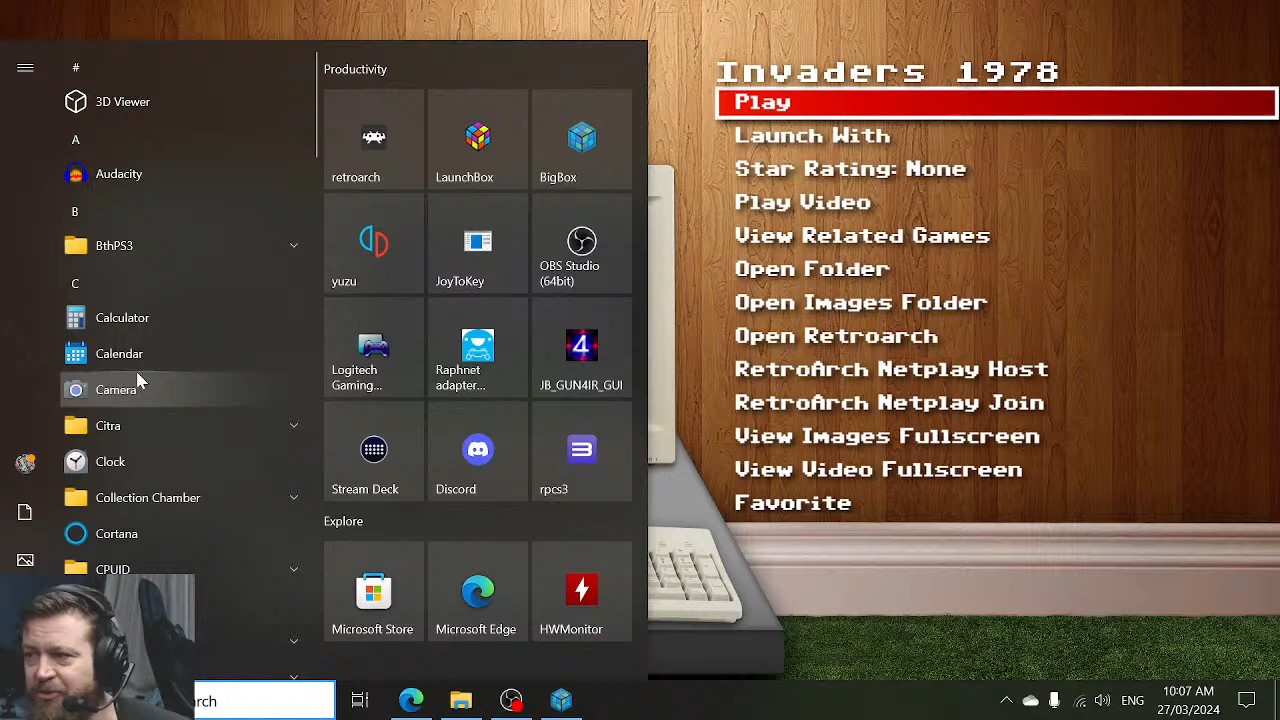 #
3D Viewer
A
Audacity
B
BhPS3
C
Calculator
Calendar
Camera
Citra
Clock
Collection Chamber
Cortana
CPUID
Productivity
retroarch
LaunchBox
BigBox
yuzu
JoyToKey
OBS Studio
(64bit)
Logitech
Gaming...
Raphnet
adapter...
4
JB_GUN4IR_GUI
Stream Deck
Discord
rpcs3
Explore
Microsoft Store
Microsoft Edge
HWMonitor
Invaders 1978
Play
Launch With
Star Rating: None
Play Video
View Related Games
Open Folder
Open Images Folder
Open Retroarch
RetroArch Netplay Host
RetroArch Netplay Join
View Images Fullscreen
View Video Fullscreen
Favorite
arch
ENG
10:07 AM
27/03/2024